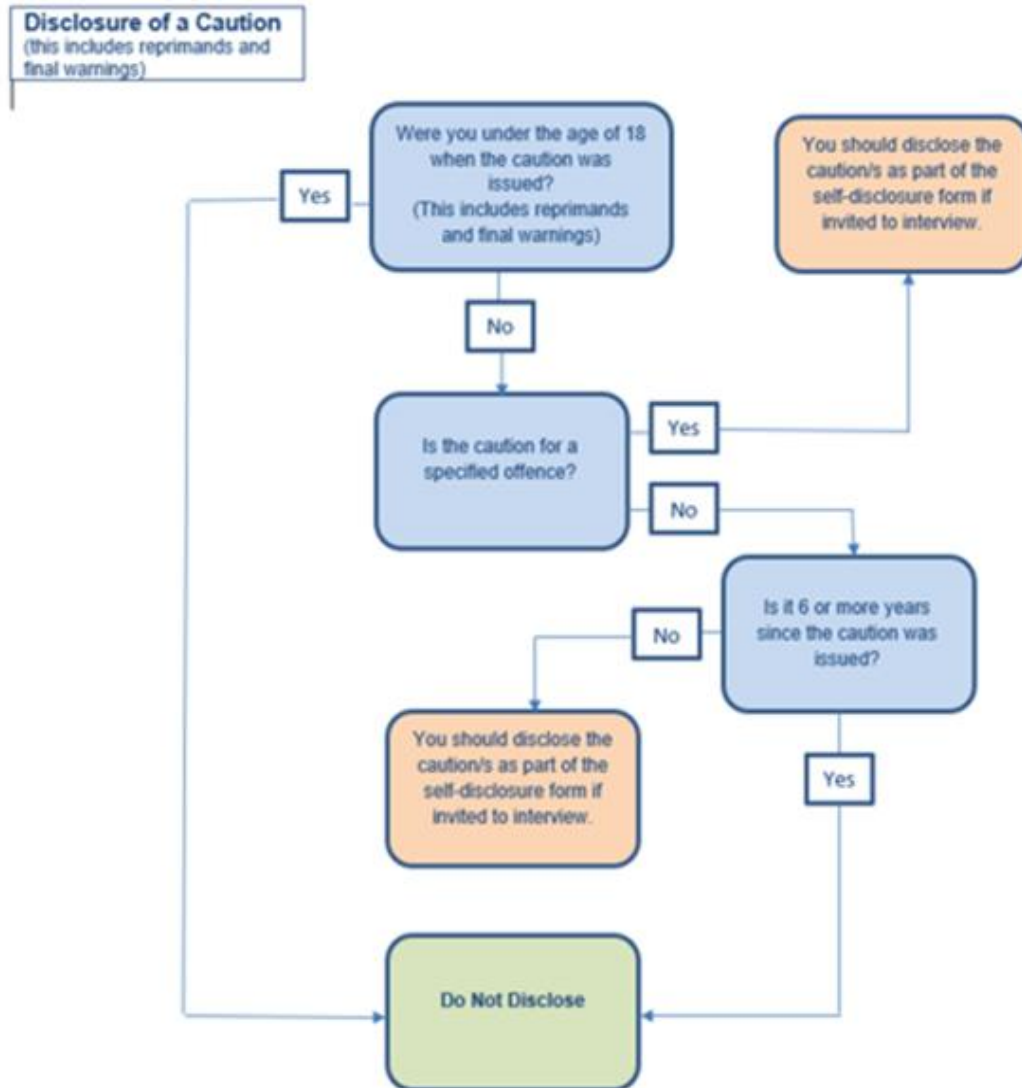 Disclosure of a Caution
(this includes reprimands and
final warnings)
Were you under the age of 18
when the caution was
issued?
(This includes reprimands
and final warnings)
Yes
You should disclose the
caution/s as part of the
self-disclosure form if
invited to interview.
No
Is the caution for a
specified offence?
Yes
No
Is it 6 or more years
since the caution was
issued?
No
You should disclose the
caution/s as part of the
self-disclosure form if
invited to interview.
Yes
Do Not Disclose